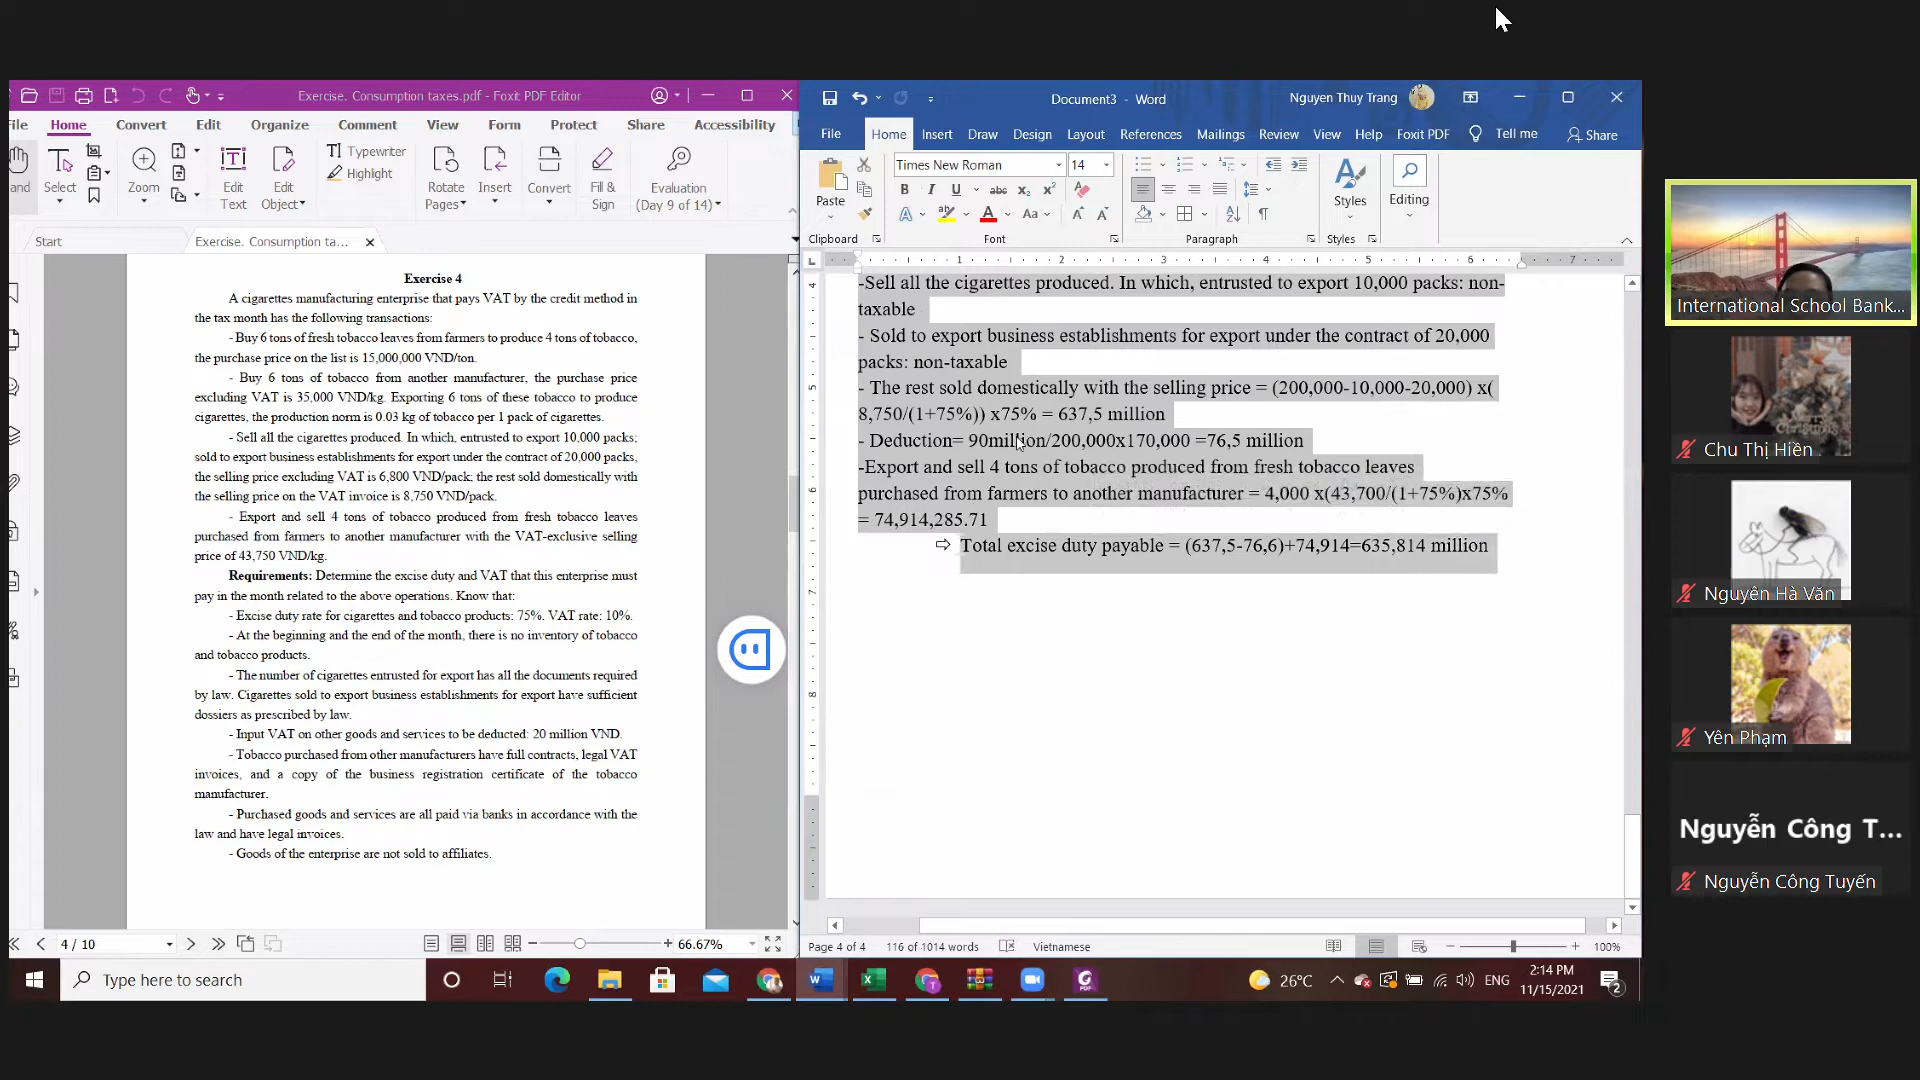 Exercise. Consumption taxes.pdf - Foxit PDF Editor
File Home Convert Edit Organize Comment View Form Protect Share Accessibility
Select
Zoom
Edit Text
Edit Object
Typewriter
Highlight
Rotate Pages
Insert
Convert
Fill & Sign
Evaluation (Day 9 of 14)
Start
Exercise. Consumption ta...
Exercise 4
A cigarettes manufacturing enterprise that pays VAT by the credit method in
the tax month has the following transactions:
- Buy 6 tons of fresh tobacco leaves from farmers to produce 4 tons of tobacco,
the purchase price on the list is 15,000,000 VND/ton.
- Buy 6 tons of tobacco from another manufacturer, the purchase price
excluding VAT is 35,000 VND/kg. Exporting 6 tons of these tobacco to produce
cigarettes, the production norm is 0.03 kg of tobacco per 1 pack of cigarettes.
- Sell all the cigarettes produced. In which, entrusted to export 10,000 packs;
sold to export business establishments for export under the contract of 20,000 packs,
the selling price excluding VAT is 6,800 VND/pack; the rest sold domestically with
the selling price on the VAT invoice is 8,750 VND/pack.
- Export and sell 4 tons of tobacco produced from fresh tobacco leaves
purchased from farmers to another manufacturer with the VAT-exclusive selling
price of 43,750 VND/kg.
Requirements: Determine the excise duty and VAT that this enterprise must
pay in the month related to the above operations. Know that:
- Excise duty rate for cigarettes and tobacco products: 75%. VAT rate: 10%.
- At the beginning and the end of the month, there is no inventory of tobacco
and tobacco products.
- The number of cigarettes entrusted for export has all the documents required
by law. Cigarettes sold to export business establishments for export have sufficient
dossiers as prescribed by law.
- Input VAT on other goods and services to be deducted: 20 million VND.
- Tobacco purchased from other manufacturers have full contracts, legal VAT
invoices, and a copy of the business registration certificate of the tobacco
manufacturer.
- Purchased goods and services are all paid via banks in accordance with the
law and have legal invoices.
- Goods of the enterprise are not sold to affiliates.
4 / 10
66.67%
Document3 - Word
Nguyen Thuy Trang
File Home Insert Draw Design Layout References Mailings Review View Help Foxit PDF Tell me Share
Paste
Times New Roman 14
Styles
Editing
Clipboard Font Paragraph Styles
-Sell all the cigarettes produced. In which, entrusted to export 10,000 packs: non-
taxable
- Sold to export business establishments for export under the contract of 20,000
packs: non-taxable
- The rest sold domestically with the selling price = (200,000-10,000-20,000) x(
8,750/(1+75%)) x75% = 637,5 million
- Deduction= 90million/200,000x170,000 =76,5 million
-Export and sell 4 tons of tobacco produced from fresh tobacco leaves
purchased from farmers to another manufacturer = 4,000 x(43,700/(1+75%)x75%
= 74,914,285.71
⇨ Total excise duty payable = (637,5-76,6)+74,914=635,814 million
Page 4 of 4 116 of 1014 words Vietnamese 100%
Type here to search
26°C ENG
2:14 PM
11/15/2021
2
International School Bank...
Chu Thị Hiền
Nguyên Hà Văn
Yên Phạm
Nguyễn Công T...
Nguyễn Công Tuyến